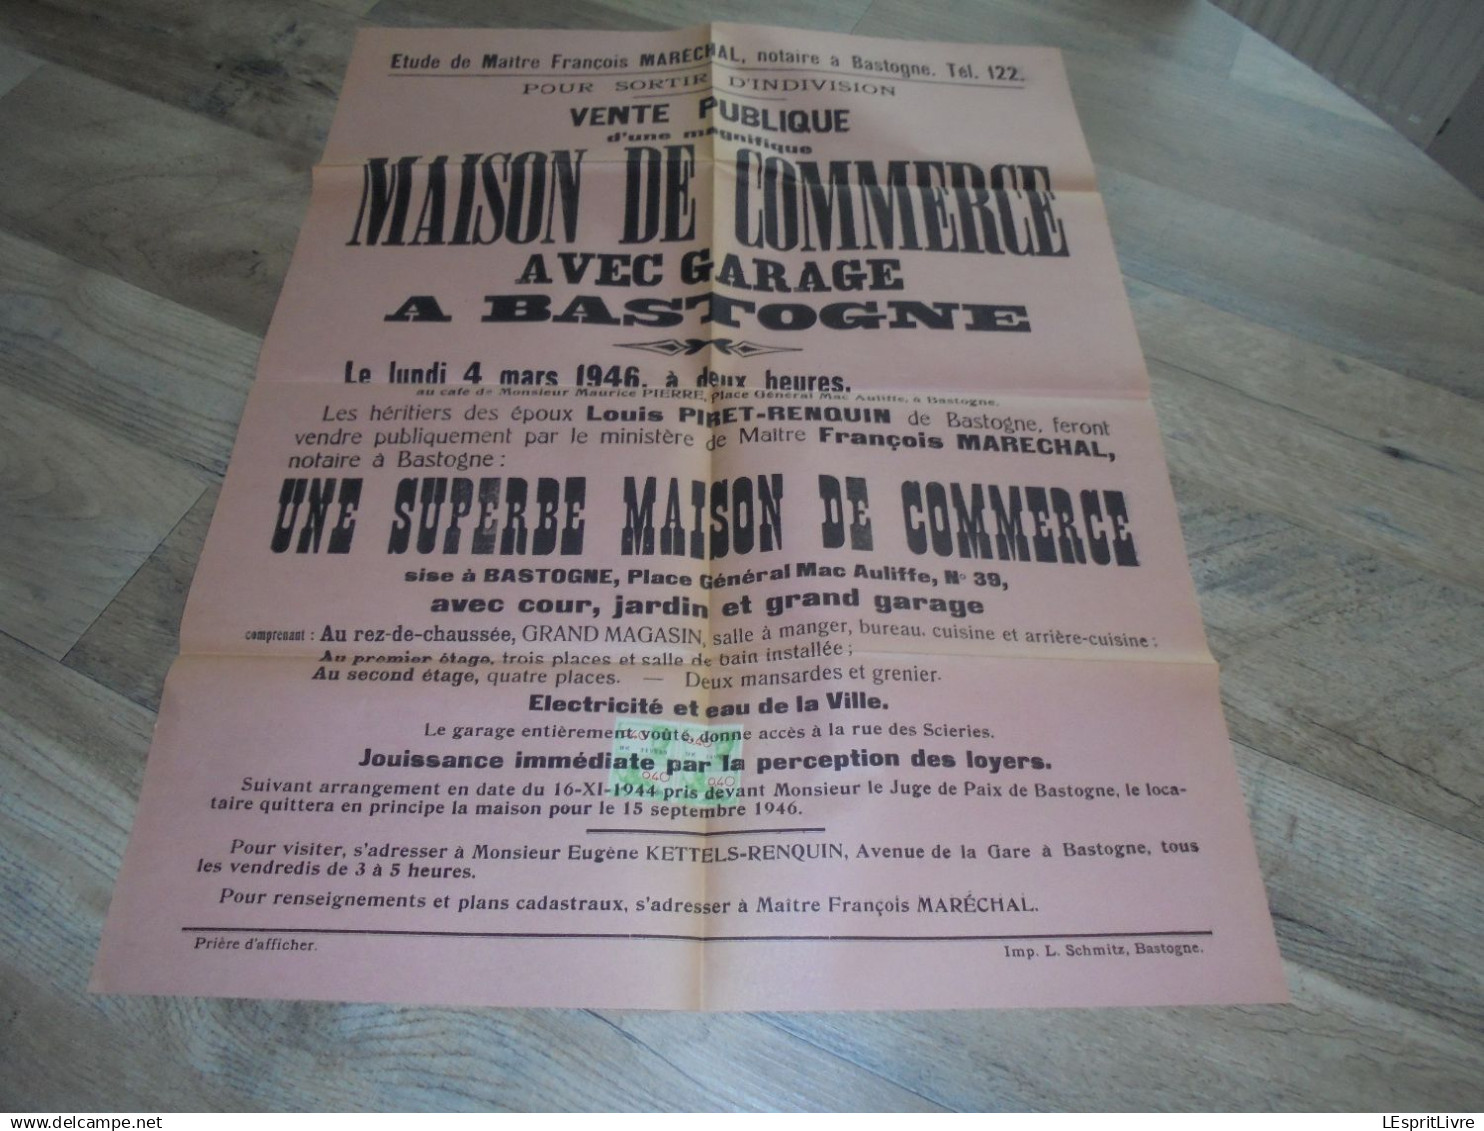 Etude de Maître François MARECHAL, notaire à Bastogne. Tél. 122.
POUR SORTIR D'INDIVISION
VENTE PUBLIQUE
d'une magnifique
MAISON DE COMMERCE
AVEC GARAGE
A BASTOGNE
Le lundi 4 mars 1946, à deux heures,
au café de Monsieur Maurice PIERRE, Place Général Mac Auliffe, à Bastogne.
Les héritiers des époux Louis PIRET-RENQUIN de Bastogne, feront
vendre publiquement par le ministère de Maître François MARECHAL,
notaire à Bastogne :
UNE SUPERBE MAISON DE COMMERCE
sise à BASTOGNE, Place Général Mac Auliffe, N° 39,
avec cour, jardin et grand garage
comprenant : Au rez-de-chaussée, GRAND MAGASIN, salle à manger, bureau, cuisine et arrière-cuisine ;
Au premier étage, trois places et salle de bain installée ;
Au second étage, quatre places. — Deux mansardes et grenier.
Electricité et eau de la Ville.
Le garage entièrement voûté, donne accès à la rue des Scieries.
Jouissance immédiate par la perception des loyers.
0,40 0,40
Suivant arrangement en date du 16-XI-1944 pris devant Monsieur le Juge de Paix de Bastogne, le loca-
taire quittera en principe la maison pour le 15 septembre 1946.
Pour visiter, s'adresser à Monsieur Eugène KETTELS-RENQUIN, Avenue de la Gare à Bastogne, tous
les vendredis de 3 à 5 heures.
Pour renseignements et plans cadastraux, s'adresser à Maître François MARÉCHAL.
Prière d'afficher.
Imp. L. Schmitz, Bastogne.
delcampe.net
LEspritLivre